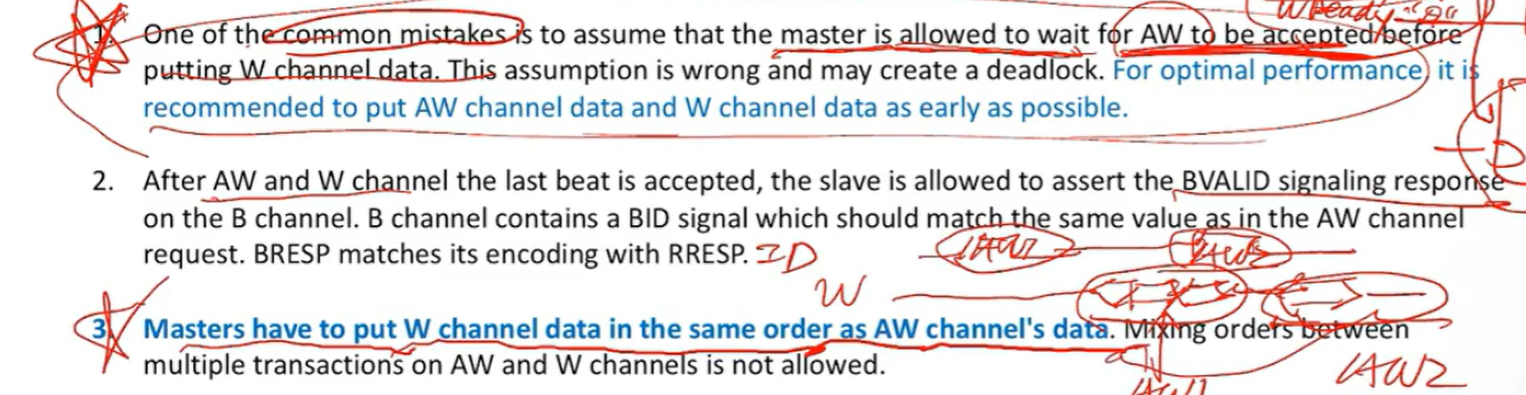 Wready
1. One of the common mistakes is to assume that the master is allowed to wait for AW to be accepted before
putting W channel data. This assumption is wrong and may create a deadlock. For optimal performance, it is
recommended to put AW channel data and W channel data as early as possible.
2. After AW and W channel the last beat is accepted, the slave is allowed to assert the BVALID signaling response
on the B channel. B channel contains a BID signal which should match the same value as in the AW channel
request. BRESP matches its encoding with RRESP. ID
W
3. Masters have to put W channel data in the same order as AW channel's data. Mixing orders between
multiple transactions on AW and W channels is not allowed.
AW2